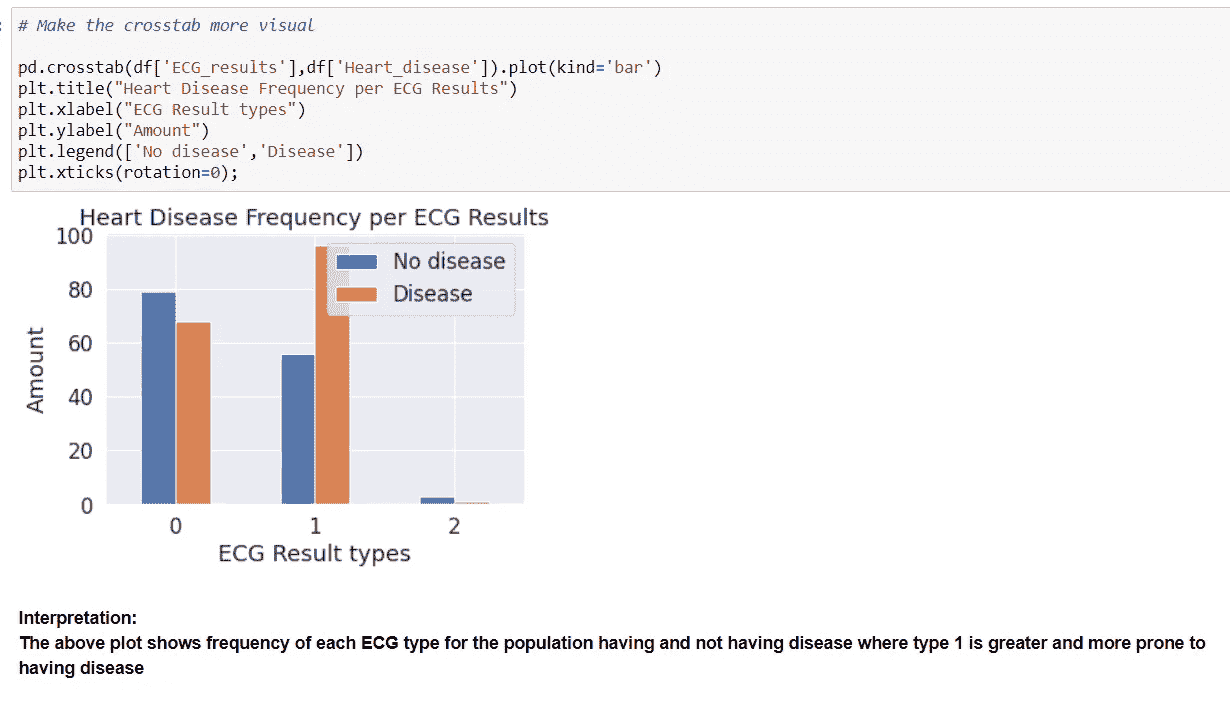 # Make the crosstab more visual
pd.crosstab(df['ECG_results'],df['Heart_disease']).plot(kind='bar')
plt.title("Heart Disease Frequency per ECG Results")
plt.xlabel("ECG Result types")
plt.ylabel("Amount")
plt.legend(['No disease','Disease'])
plt.xticks(rotation=0);
Heart Disease Frequency per ECG Results
100
80
60
40
20
0
Amount
No disease
Disease
0 1 2
ECG Result types
Interpretation:
The above plot shows frequency of each ECG type for the population having and not having disease where type 1 is greater and more prone to
having disease